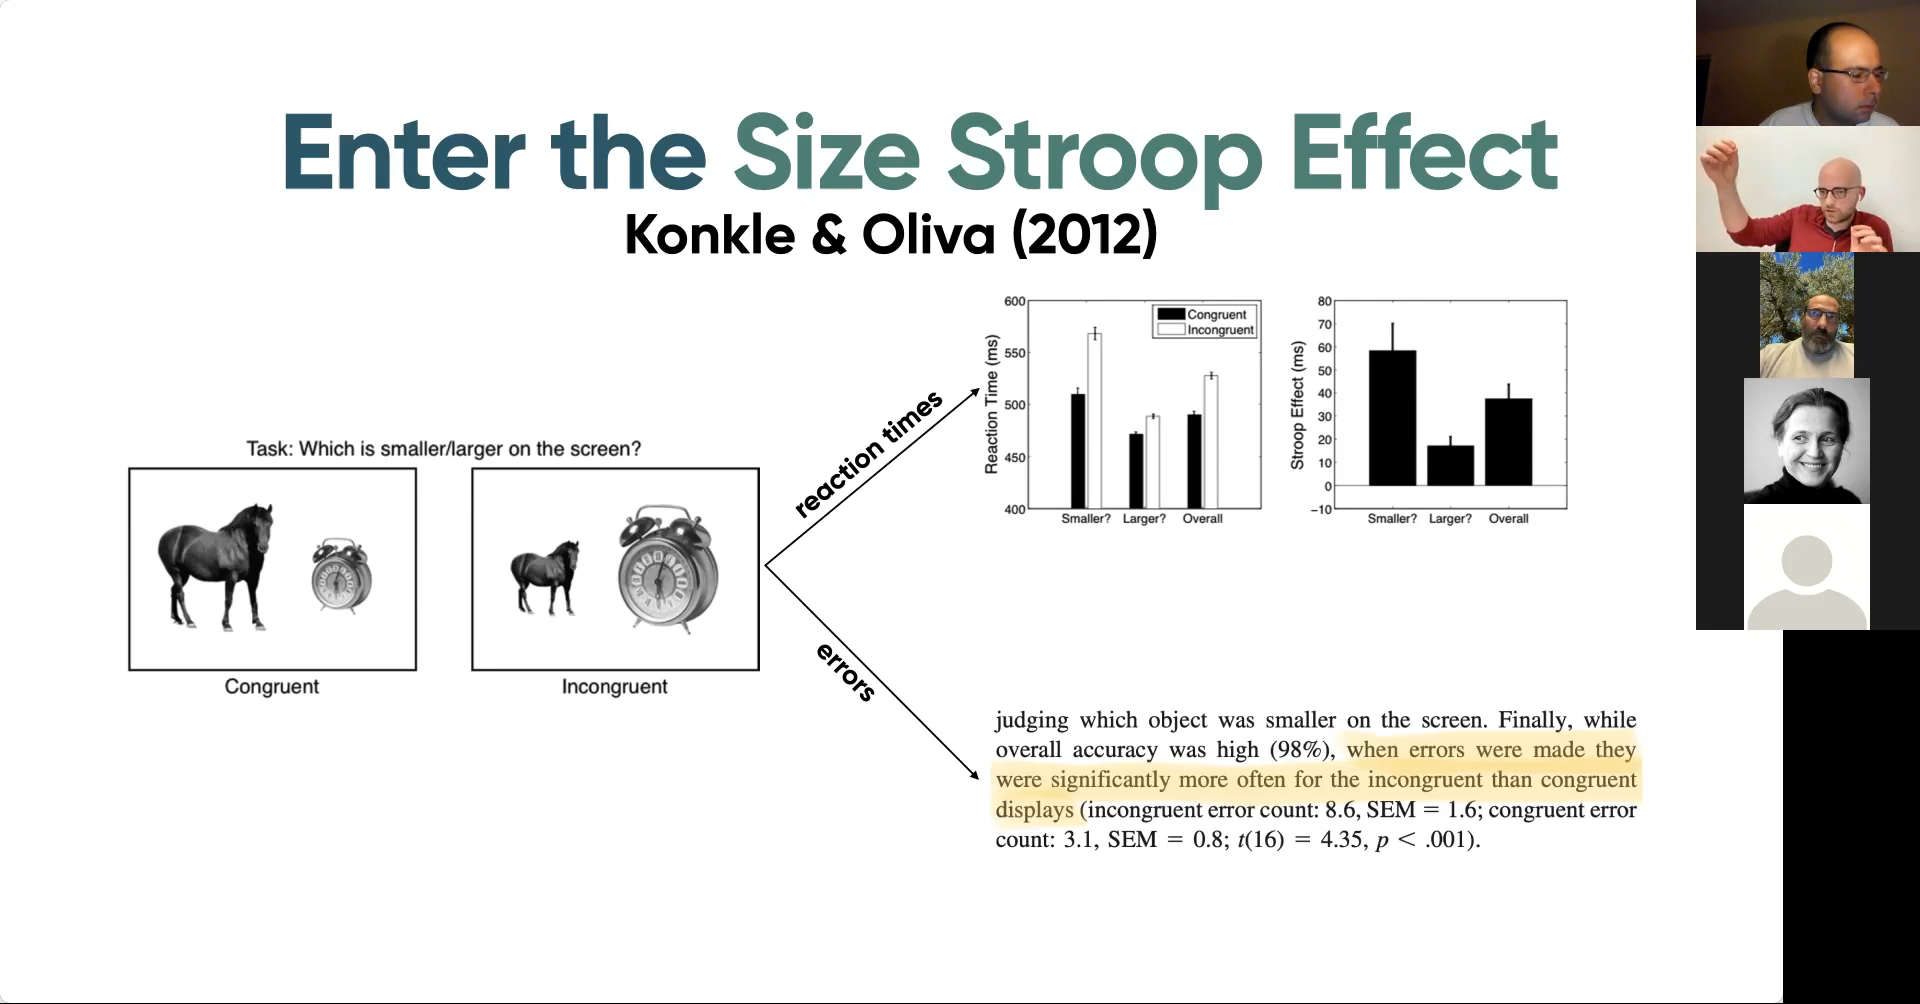 Enter the Size Stroop Effect
Konkle & Oliva (2012)
Task: Which is smaller/larger on the screen?
Congruent
Incongruent
reaction times
errors
600
550
500
450
400
Reaction Time (ms)
Congruent
Incongruent
Smaller? Larger? Overall
80
70
60
50
40
30
20
10
0
−10
Stroop Effect (ms)
Smaller? Larger? Overall
judging which object was smaller on the screen. Finally, while
overall accuracy was high (98%), when errors were made they
were significantly more often for the incongruent than congruent
displays (incongruent error count: 8.6, SEM = 1.6; congruent error
count: 3.1, SEM = 0.8; t(16) = 4.35, p < .001).